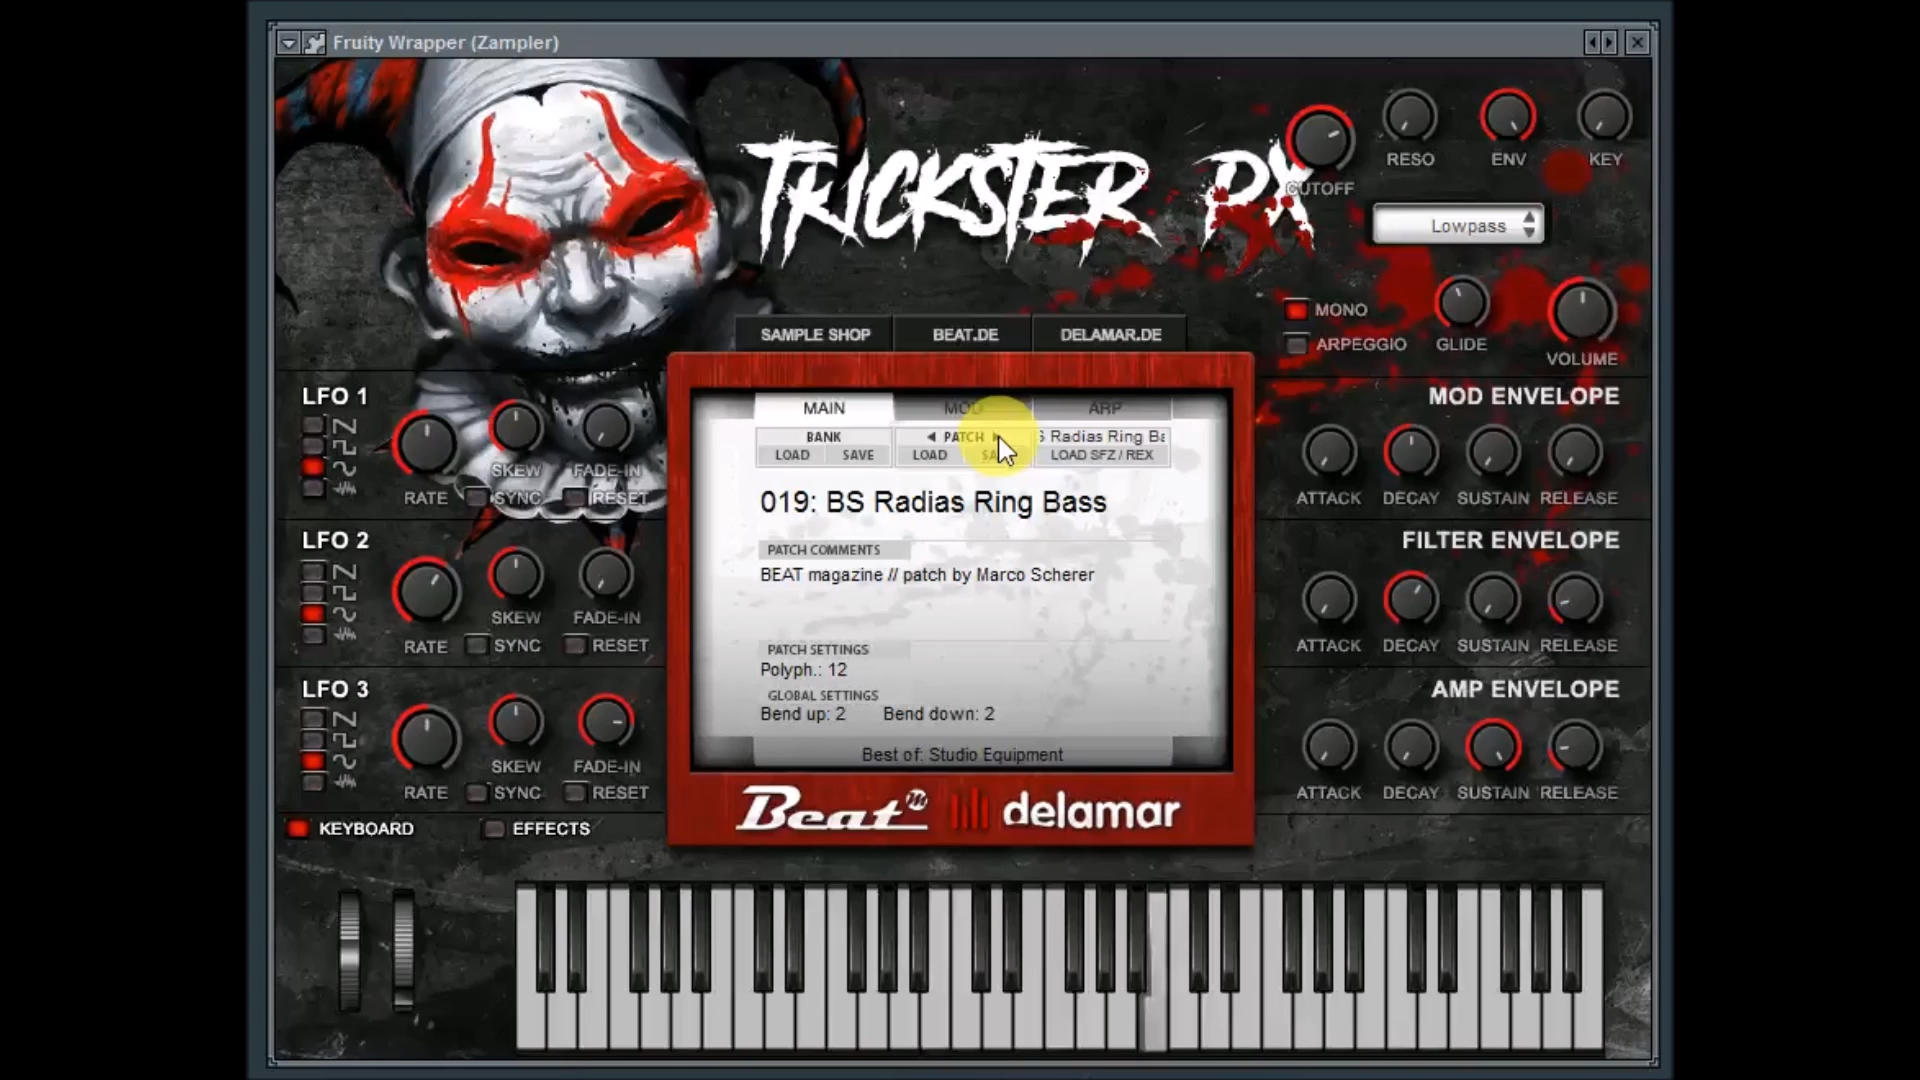 Fruity Wrapper (Zampler)
TRICKSTER PX
CUTOFF
RESO
ENV
KEY
Lowpass
MONO
ARPEGGIO
GLIDE
VOLUME
SAMPLE SHOP
BEAT.DE
DELAMAR.DE
LFO 1
RATE
SKEW
FADE-IN
SYNC
RESET
LFO 2
RATE
SKEW
FADE-IN
SYNC
RESET
LFO 3
RATE
SKEW
FADE-IN
SYNC
RESET
KEYBOARD
EFFECTS
MAIN
MOD
ARP
BANK
LOAD
SAVE
PATCH
LOAD
S Radias Ring Ba
LOAD SFZ / REX
019: BS Radias Ring Bass
PATCH COMMENTS
BEAT magazine // patch by Marco Scherer
PATCH SETTINGS
Polyph.: 12
GLOBAL SETTINGS
Bend up: 2 Bend down: 2
Best of: Studio Equipment
Beat
delamar
MOD ENVELOPE
ATTACK
DECAY
SUSTAIN
RELEASE
FILTER ENVELOPE
ATTACK
DECAY
SUSTAIN
RELEASE
AMP ENVELOPE
ATTACK
DECAY
SUSTAIN
RELEASE